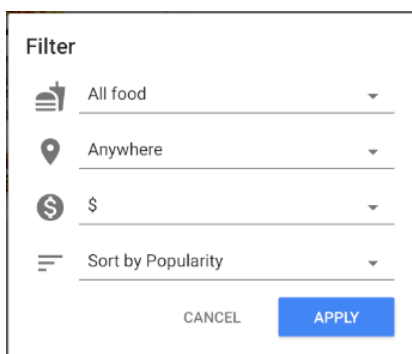 Filter
All food
Anywhere
$
Sort by Popularity
CANCEL APPLY